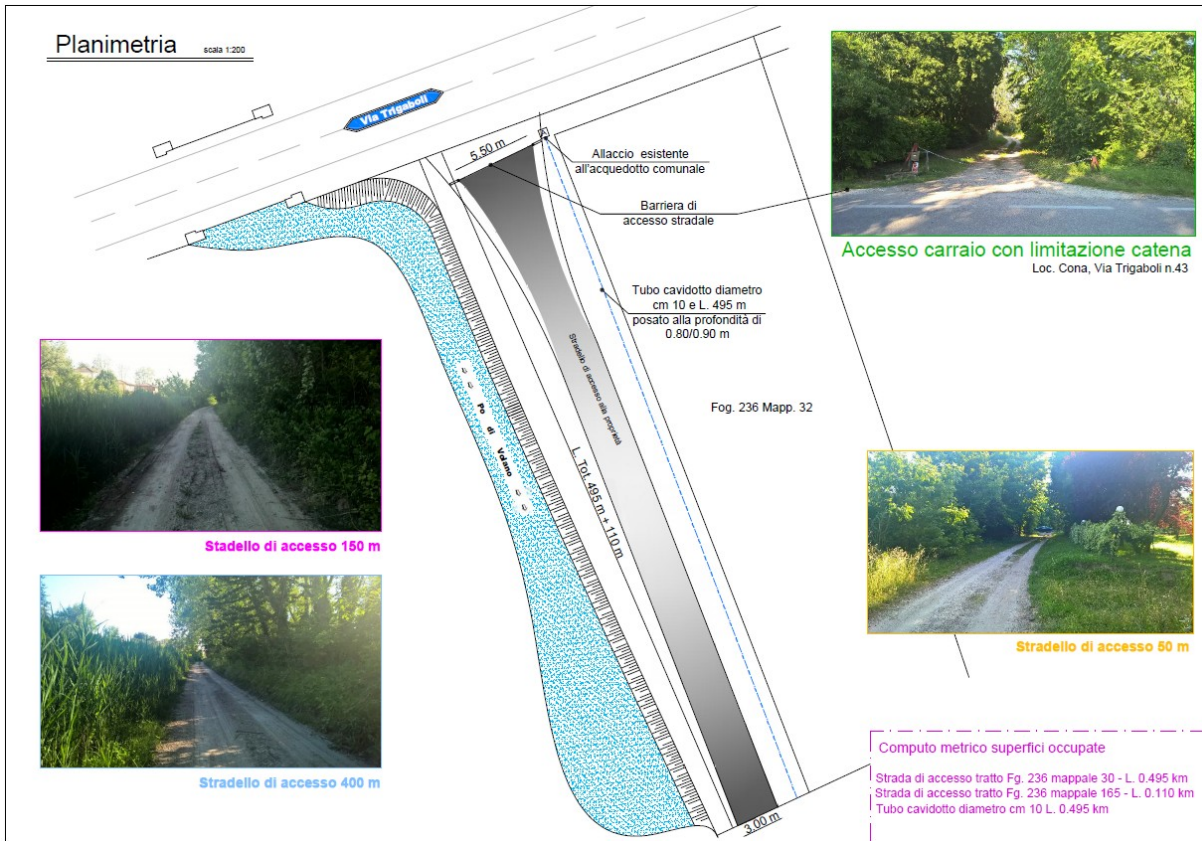 Planimetria
scala 1:200
Via Trigaboli
5.50 m
Allaccio esistente
all'acquedotto comunale
Barriera di
accesso stradale
Accesso carraio con limitazione catena
Loc. Cona, Via Trigaboli n.43
Tubo cavidotto diametro
cm 10 e L. 495 m
posato alla profondità di
0.80/0.90 m
Stradello di accesso alla proprietà
Po di Volano
Fog. 236 Mapp. 32
L. Tot. 495 m + 110 m
Stadello di accesso 150 m
Stradello di accesso 50 m
Stradello di accesso 400 m
3.00 m
Computo metrico superfici occupate
Strada di accesso tratto Fg. 236 mappale 30 - L. 0.495 km
Strada di accesso tratto Fg. 236 mappale 165 - L. 0.110 km
Tubo cavidotto diametro cm 10 L. 0.495 km